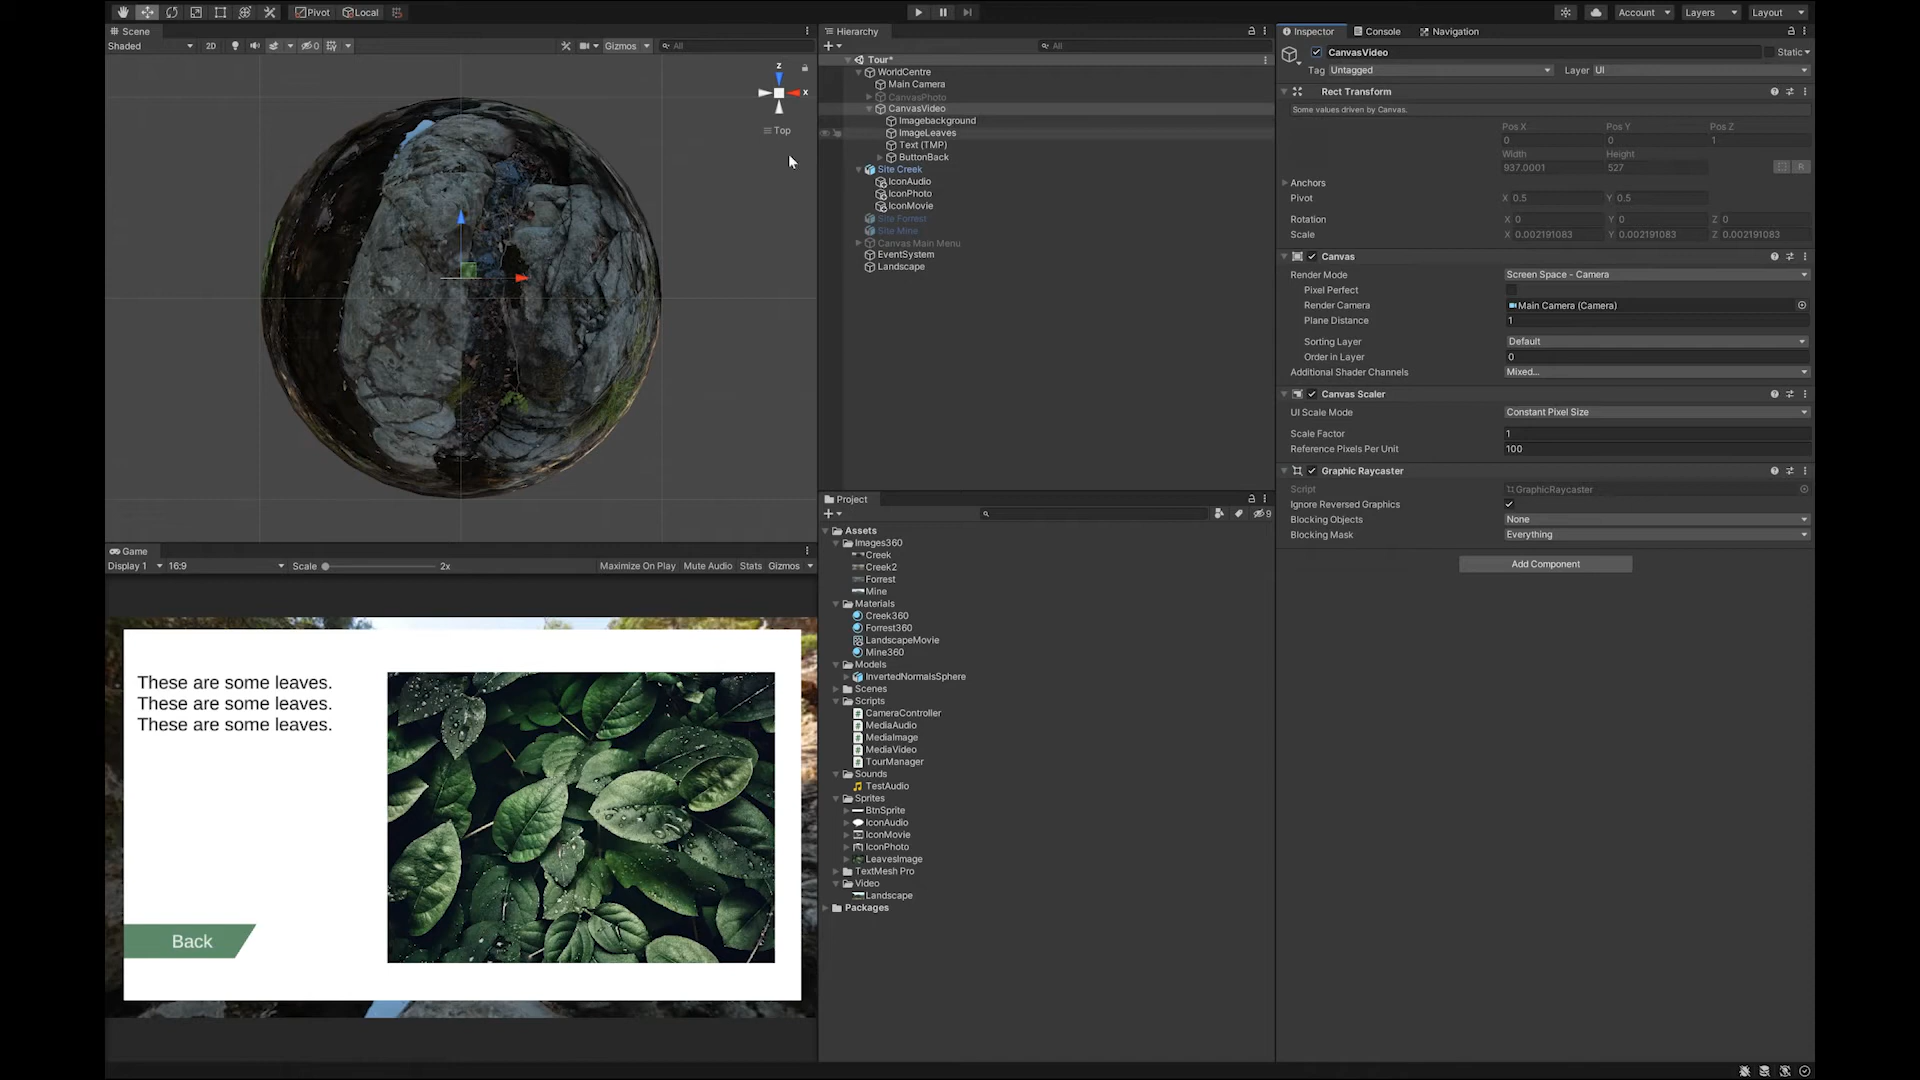 Pivot Local
Account Layers Layout
Scene
Shaded 2D 0 Gizmos All
z
x
Top
Game
Display 1 16:9 Scale 2x Maximize On Play Mute Audio Stats Gizmos
These are some leaves.
These are some leaves.
These are some leaves.
Back
Hierarchy
All
Tour*
WorldCentre
Main Camera
CanvasPhoto
CanvasVideo
Imagebackground
ImageLeaves
Text (TMP)
ButtonBack
Site Creek
IconAudio
IconPhoto
IconMovie
Site Forrest
Site Mine
Canvas Main Menu
EventSystem
Landscape
Project
9
Assets
Images360
Creek
Creek2
Forrest
Mine
Materials
Creek360
Forrest360
LandscapeMovie
Mine360
Models
InvertedNormalsSphere
Scenes
Scripts
CameraController
MediaAudio
MediaImage
MediaVideo
TourManager
Sounds
TestAudio
Sprites
BtnSprite
IconAudio
IconMovie
IconPhoto
LeavesImage
TextMesh Pro
Video
Landscape
Packages
Inspector Console Navigation
CanvasVideo Static
Tag Untagged Layer UI
Rect Transform
Some values driven by Canvas.
Pos X Pos Y Pos Z
0 0 1
Width Height
937.0001 527 R
Anchors
Pivot X 0.5 Y 0.5
Rotation X 0 Y 0 Z 0
Scale X 0.002191083 Y 0.002191083 Z 0.002191083
Canvas
Render Mode Screen Space - Camera
Pixel Perfect
Render Camera Main Camera (Camera)
Plane Distance 1
Sorting Layer Default
Order in Layer 0
Additional Shader Channels Mixed...
Canvas Scaler
UI Scale Mode Constant Pixel Size
Scale Factor 1
Reference Pixels Per Unit 100
Graphic Raycaster
Script GraphicRaycaster
Ignore Reversed Graphics
Blocking Objects None
Blocking Mask Everything
Add Component